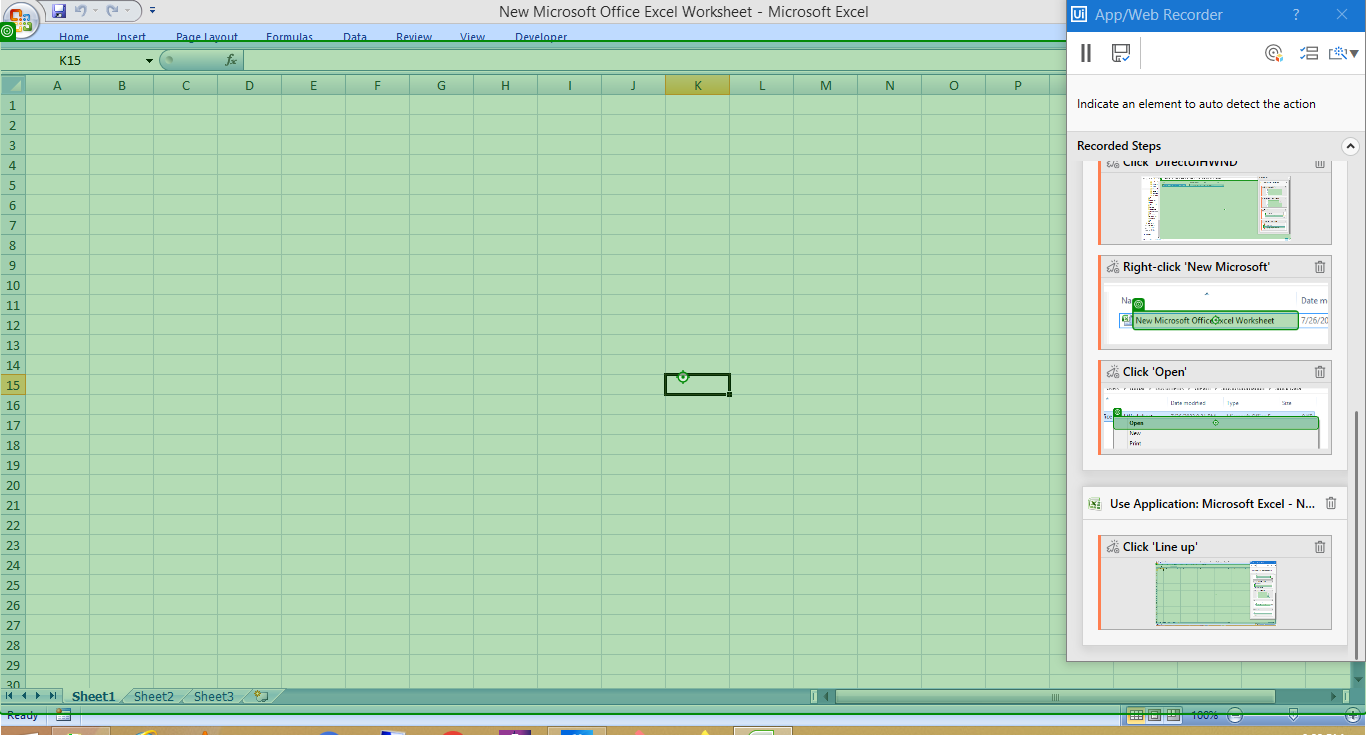 New Microsoft Office Excel Worksheet - Microsoft Excel
Home Insert Page Layout Formulas Data Review View Developer
K15 fx
A B C D E F G H I J K L M N O P
1
2
3
4
5
6
7
8
9
10
11
12
13
14
15
16
17
18
19
20
21
22
23
24
25
26
27
28
29
30
Sheet1 Sheet2 Sheet3
Ready 100%
Ui App/Web Recorder ?
Indicate an element to auto detect the action
Recorded Steps
Click 'DirectUIHWND'
Right-click 'New Microsoft'
Date m
New Microsoft Office Excel Worksheet 7/26/20
Click 'Open'
Date modified Type Size
Open
New
Print
Use Application: Microsoft Excel - N...
Click 'Line up'